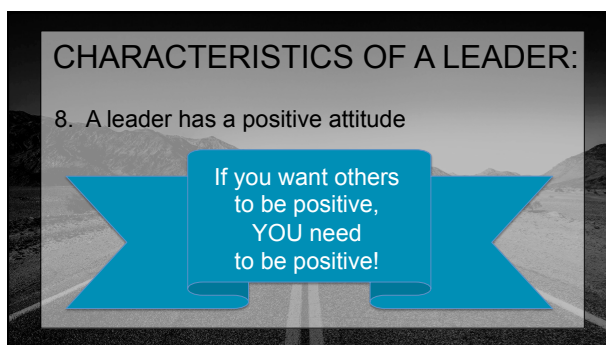 CHARACTERISTICS OF A LEADER:
8. A leader has a positive attitude
If you want others
to be positive,
YOU need
to be positive!